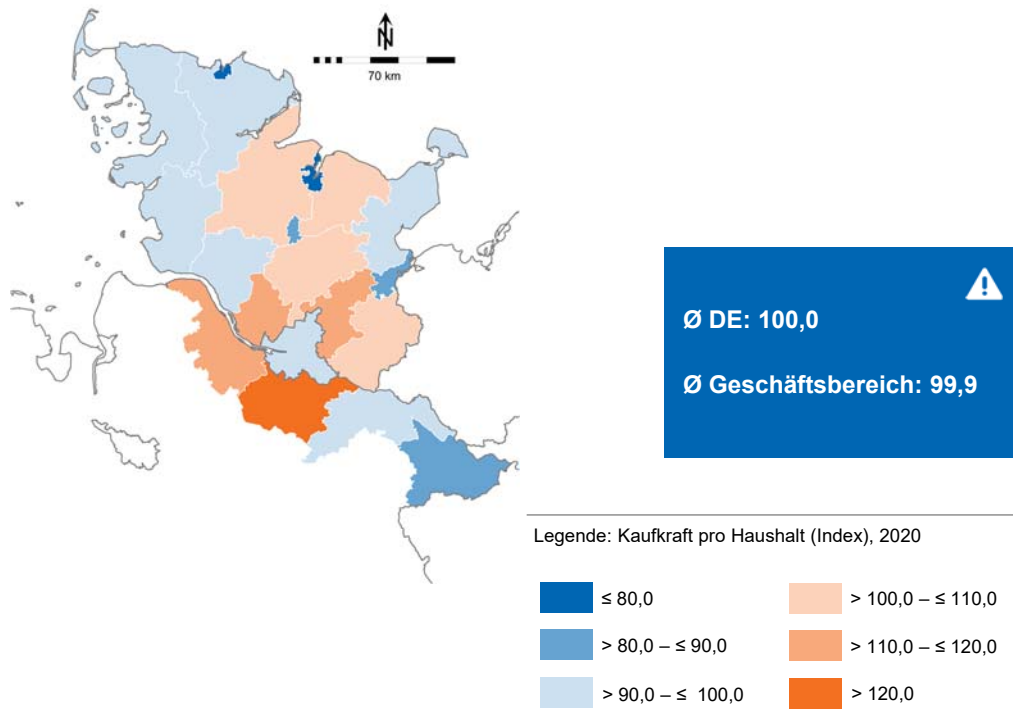 N
70 km
Ø DE: 100,0
Ø Geschäftsbereich: 99,9
Legende: Kaufkraft pro Haushalt (Index), 2020
≤ 80,0
> 100,0 – ≤ 110,0
> 80,0 – ≤ 90,0
> 110,0 – ≤ 120,0
> 90,0 – ≤ 100,0
> 120,0